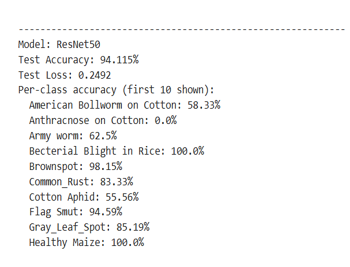 ------------------------------------------------------------
Model: ResNet50
Test Accuracy: 94.115%
Test Loss: 0.2492
Per-class accuracy (first 10 shown):
American Bollworm on Cotton: 58.33%
Anthracnose on Cotton: 0.0%
Army worm: 62.5%
Becterial Blight in Rice: 100.0%
Brownspot: 98.15%
Common_Rust: 83.33%
Cotton Aphid: 55.56%
Flag Smut: 94.59%
Gray_Leaf_Spot: 85.19%
Healthy Maize: 100.0%